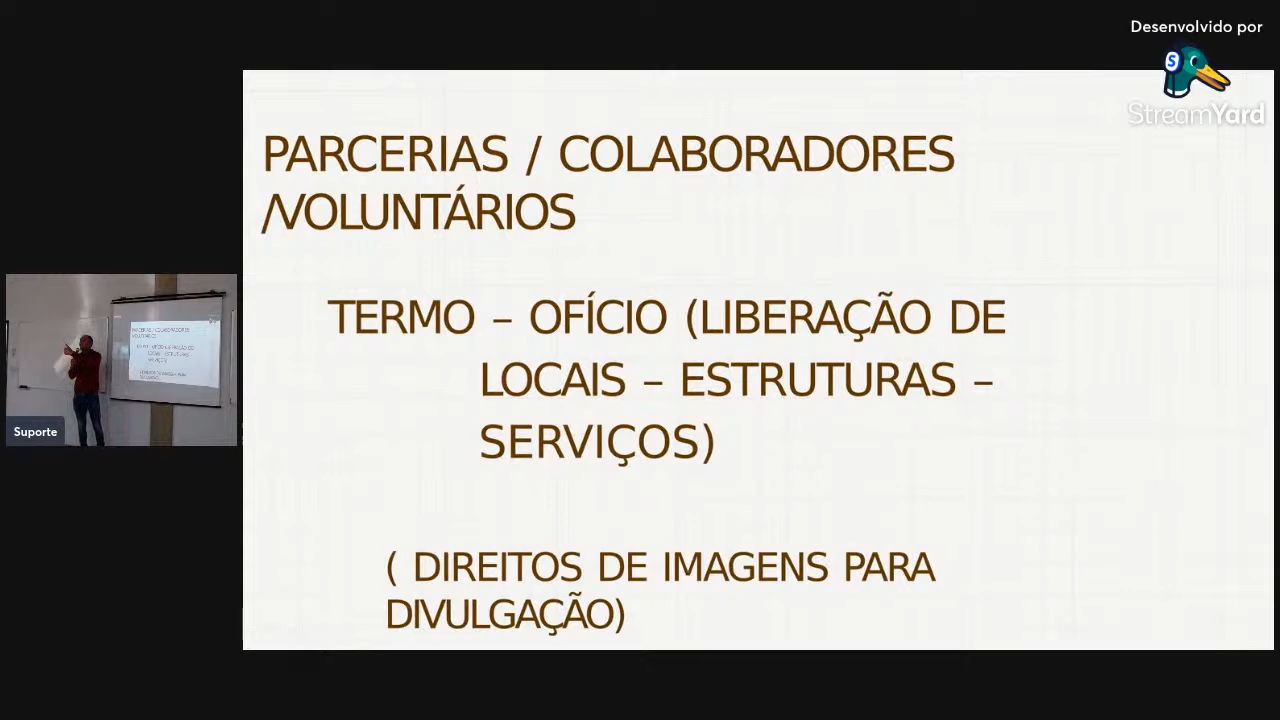 Desenvolvido por
StreamYard
PARCERIAS / COLABORADORES
/VOLUNTÁRIOS
TERMO – OFÍCIO (LIBERAÇÃO DE
LOCAIS – ESTRUTURAS –
SERVIÇOS)
( DIREITOS DE IMAGENS PARA
DIVULGAÇÃO)
Suporte